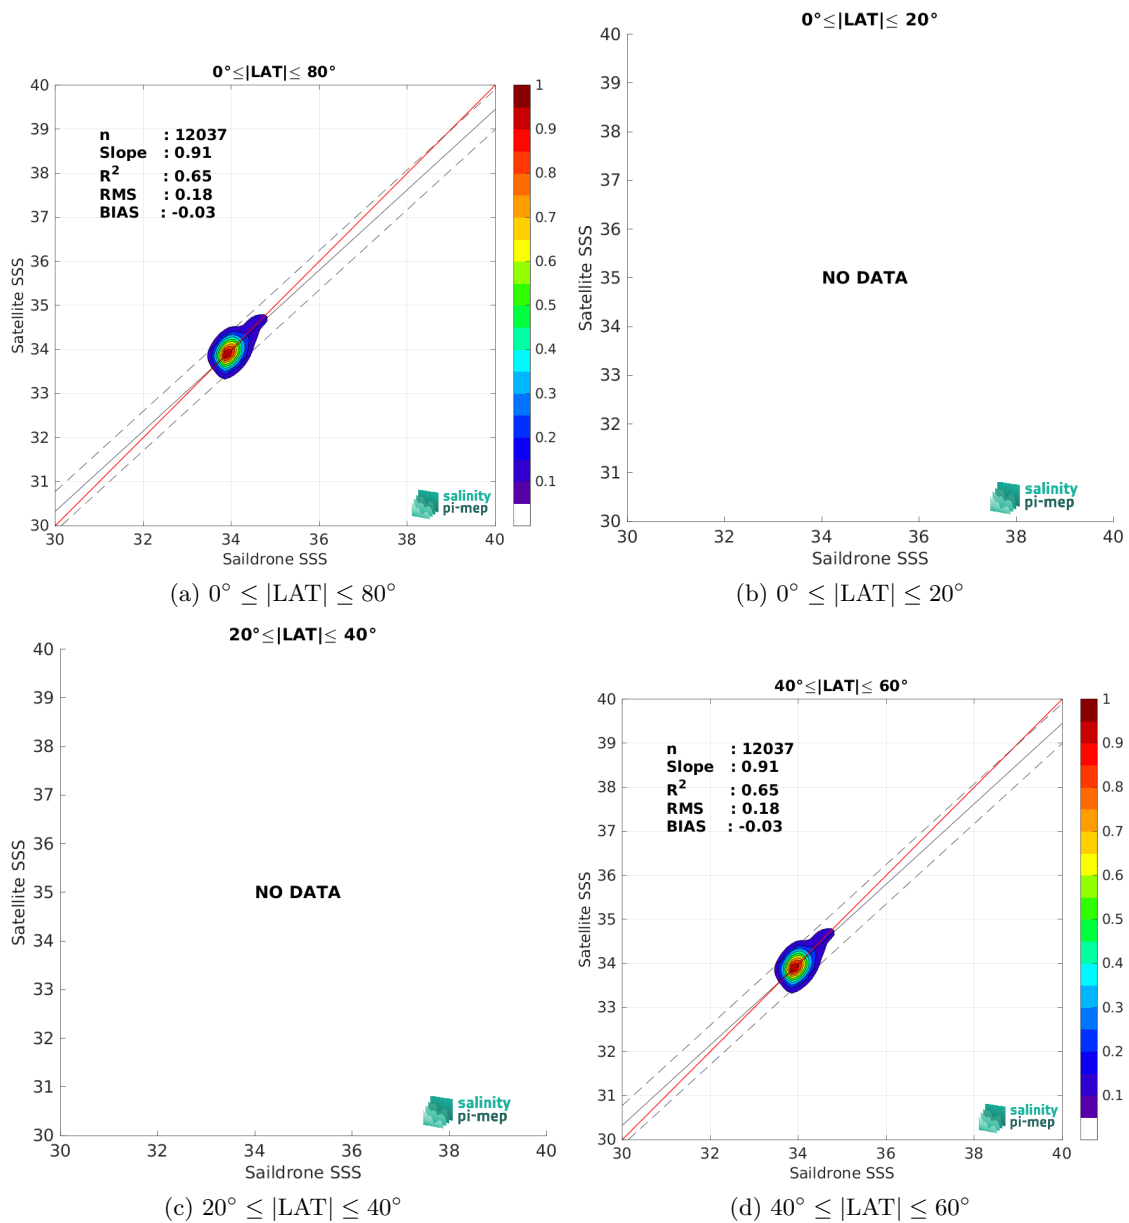 0°≤|LAT|≤ 80°
40
39
38
37
36
35
34
33
32
31
30
Satellite SSS
n : 12037
Slope : 0.91
R² : 0.65
RMS : 0.18
BIAS : -0.03
salinity
pi-mep
30 32 34 36 38 40
Saildrone SSS
1
0.9
0.8
0.7
0.6
0.5
0.4
0.3
0.2
0.1
(a) 0° ≤ |LAT| ≤ 80°
0°≤|LAT|≤ 20°
40
39
38
37
36
35
34
33
32
31
30
Satellite SSS
NO DATA
salinity
pi-mep
30 32 34 36 38 40
Saildrone SSS
(b) 0° ≤ |LAT| ≤ 20°
20°≤|LAT|≤ 40°
40
39
38
37
36
35
34
33
32
31
30
Satellite SSS
NO DATA
salinity
pi-mep
30 32 34 36 38 40
Saildrone SSS
(c) 20° ≤ |LAT| ≤ 40°
40°≤|LAT|≤ 60°
40
39
38
37
36
35
34
33
32
31
30
Satellite SSS
n : 12037
Slope : 0.91
R² : 0.65
RMS : 0.18
BIAS : -0.03
salinity
pi-mep
30 32 34 36 38 40
Saildrone SSS
1
0.9
0.8
0.7
0.6
0.5
0.4
0.3
0.2
0.1
(d) 40° ≤ |LAT| ≤ 60°